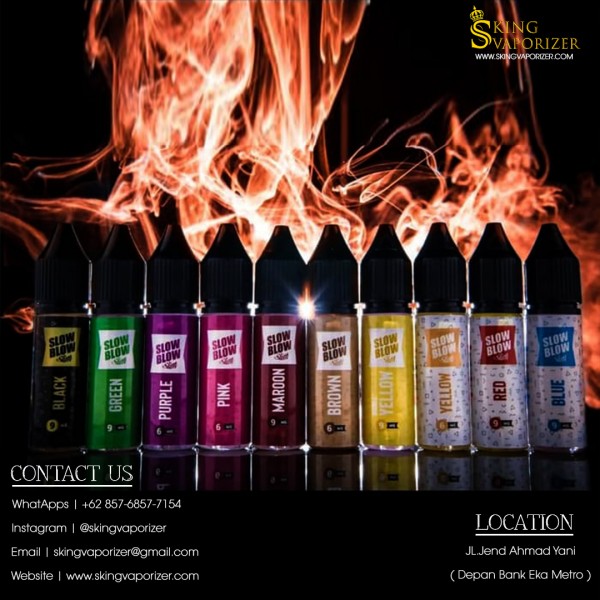 SKING
VAPORIZER
WWW.SKINGVAPORIZER.COM
SLOW
BLOW
BLACK
9
SLOW
BLOW
GREEN
9
SLOW
BLOW
PURPLE
6
SLOW
BLOW
PINK
6
SLOW
BLOW
MAROON
9
SLOW
BLOW
BROWN
6
SLOW
BLOW
YELLOW
9
SLOW
BLOW
YELLOW
6
SLOW
BLOW
RED
9
SLOW
BLOW
BLUE
9
CONTACT US
WhatApps | +62 857-6857-7154
Instagram | @skingvaporizer
Email | skingvaporizer@gmail.com
Website | www.skingvaporizer.com
LOCATION
JL.Jend Ahmad Yani
( Depan Bank Eka Metro )